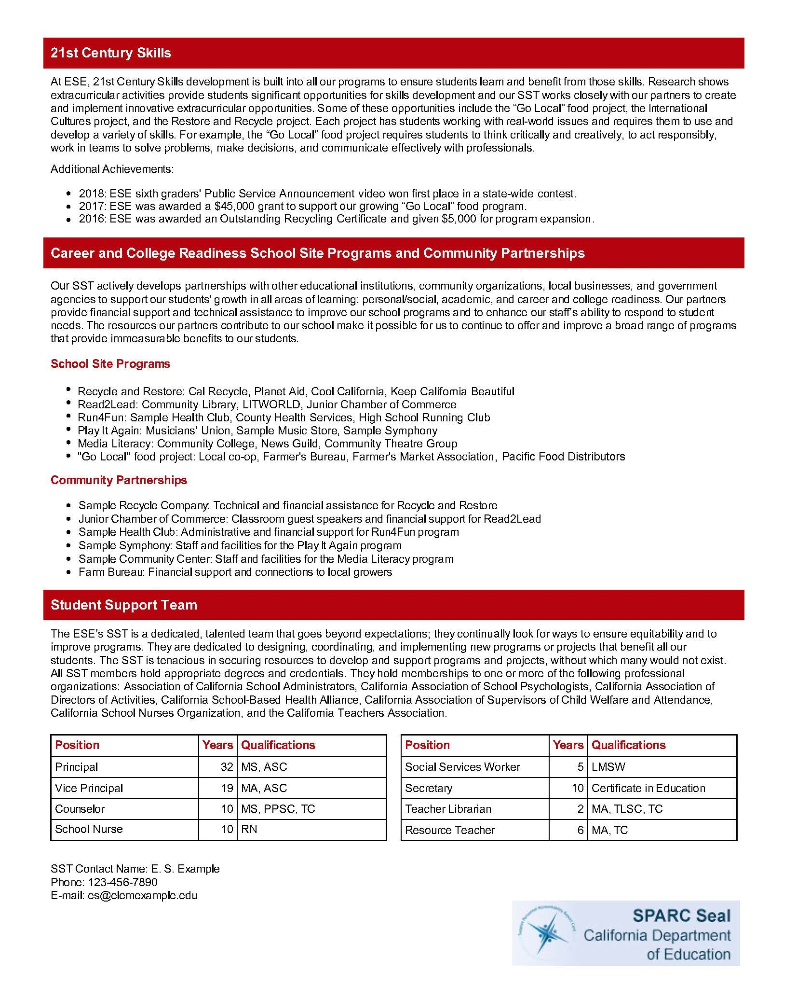 21st Century Skills
At ESE, 21st Century Skills development is built into all our programs to ensure students learn and benefit from those skills. Research shows
extracurricular activities provide students significant opportunities for skills development and our SST works closely with our partners to create
and implement innovative extracurricular opportunities. Some of these opportunities include the “Go Local” food project, the International
Cultures project, and the Restore and Recycle project. Each project has students working with real-world issues and requires them to use and
develop a variety of skills. For example, the “Go Local” food project requires students to think critically and creatively, to act responsibly,
work in teams to solve problems, make decisions, and communicate effectively with professionals.
Additional Achievements:
• 2018: ESE sixth graders' Public Service Announcement video won first place in a state-wide contest.
• 2017: ESE was awarded a $45,000 grant to support our growing “Go Local” food program.
• 2016: ESE was awarded an Outstanding Recycling Certificate and given $5,000 for program expansion.
Career and College Readiness School Site Programs and Community Partnerships
Our SST actively develops partnerships with other educational institutions, community organizations, local businesses, and government
agencies to support our students' growth in all areas of learning: personal/social, academic, and career and college readiness. Our partners
provide financial support and technical assistance to improve our school programs and to enhance our staff’s ability to respond to student
needs. The resources our partners contribute to our school make it possible for us to continue to offer and improve a broad range of programs
that provide immeasurable benefits to our students.
School Site Programs
• Recycle and Restore: Cal Recycle, Planet Aid, Cool California, Keep California Beautiful
• Read2Lead: Community Library, LITWORLD, Junior Chamber of Commerce
• Run4Fun: Sample Health Club, County Health Services, High School Running Club
• Play It Again: Musicians' Union, Sample Music Store, Sample Symphony
• Media Literacy: Community College, News Guild, Community Theatre Group
• "Go Local" food project: Local co-op, Farmer's Bureau, Farmer's Market Association, Pacific Food Distributors
Community Partnerships
• Sample Recycle Company: Technical and financial assistance for Recycle and Restore
• Junior Chamber of Commerce: Classroom guest speakers and financial support for Read2Lead
• Sample Health Club: Administrative and financial support for Run4Fun program
• Sample Symphony: Staff and facilities for the Play It Again program
• Sample Community Center: Staff and facilities for the Media Literacy program
• Farm Bureau: Financial support and connections to local growers
Student Support Team
The ESE’s SST is a dedicated, talented team that goes beyond expectations; they continually look for ways to ensure equitability and to
improve programs. They are dedicated to designing, coordinating, and implementing new programs or projects that benefit all our
students. The SST is tenacious in securing resources to develop and support programs and projects, without which many would not exist.
All SST members hold appropriate degrees and credentials. They hold memberships to one or more of the following professional
organizations: Association of California School Administrators, California Association of School Psychologists, California Association of
Directors of Activities, California School-Based Health Alliance, California Association of Supervisors of Child Welfare and Attendance,
California School Nurses Organization, and the California Teachers Association.
Position Years Qualifications
Principal 32 MS, ASC
Vice Principal 19 MA, ASC
Counselor 10 MS, PPSC, TC
School Nurse 10 RN
Position Years Qualifications
Social Services Worker 5 LMSW
Secretary 10 Certificate in Education
Teacher Librarian 2 MA, TLSC, TC
Resource Teacher 6 MA, TC
SST Contact Name: E. S. Example
Phone: 123-456-7890
E-mail: es@elemexample.edu
Support Personnel Accountability Report Card
SPARC Seal
California Department
of Education